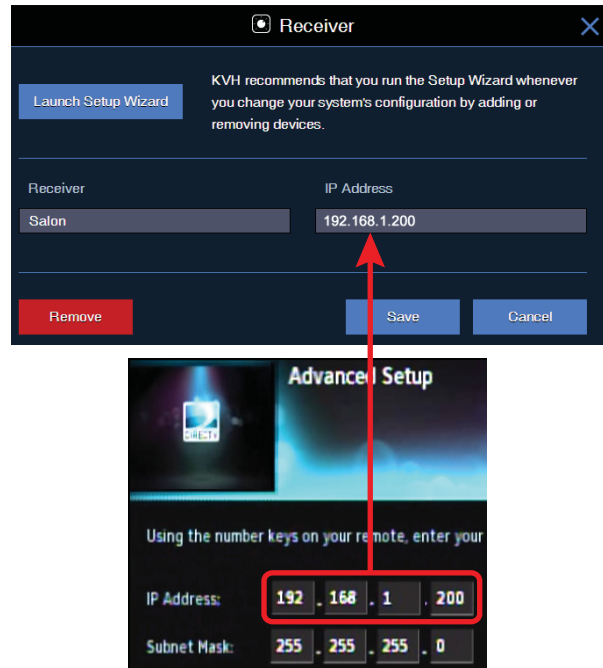 Receiver
Launch Setup Wizard
KVH recommends that you run the Setup Wizard whenever
you change your system's configuration by adding or
removing devices.
Receiver
IP Address
Salon
192.168.1.200
Remove
Save
Cancel
Advanced Setup
DIRECTV
Using the number keys on your remote, enter your
IP Address: 192 . 168 . 1 . 200
Subnet Mask: 255 . 255 . 255 . 0